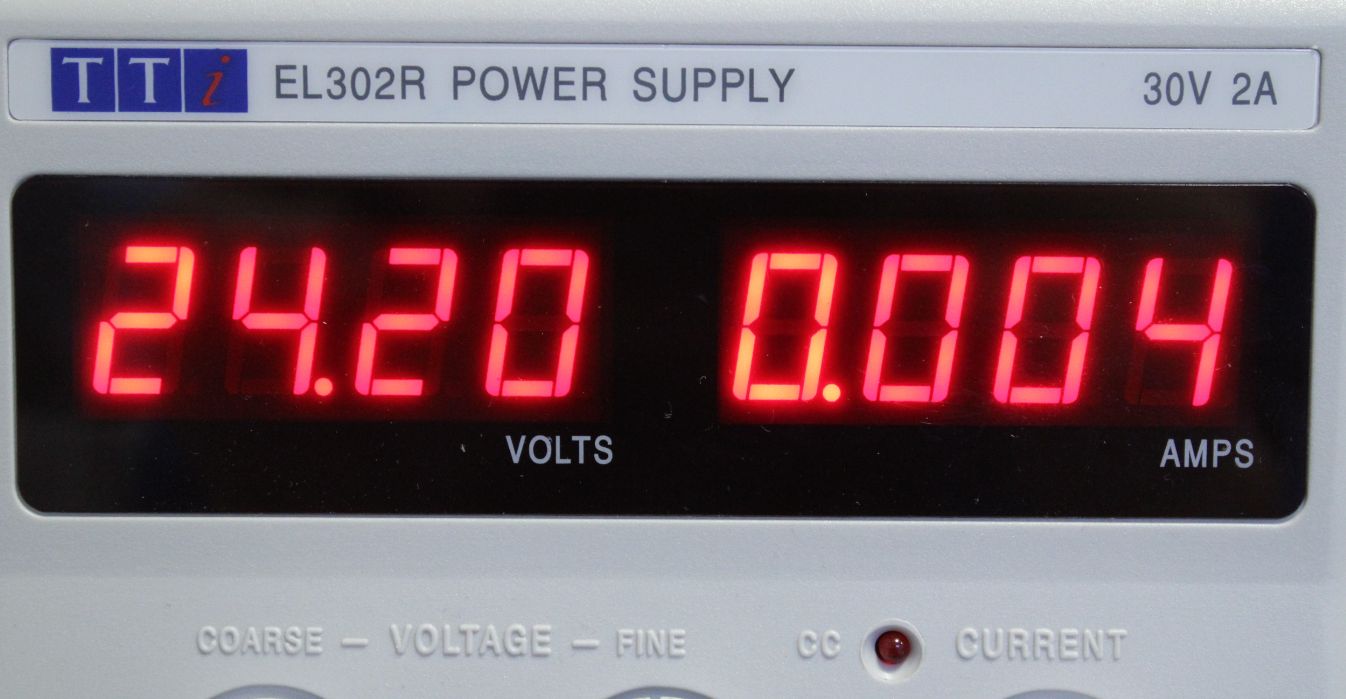 TTi EL302R POWER SUPPLY 30V 2A
24.20 0.004
VOLTS AMPS
COARSE — VOLTAGE — FINE CC CURRENT